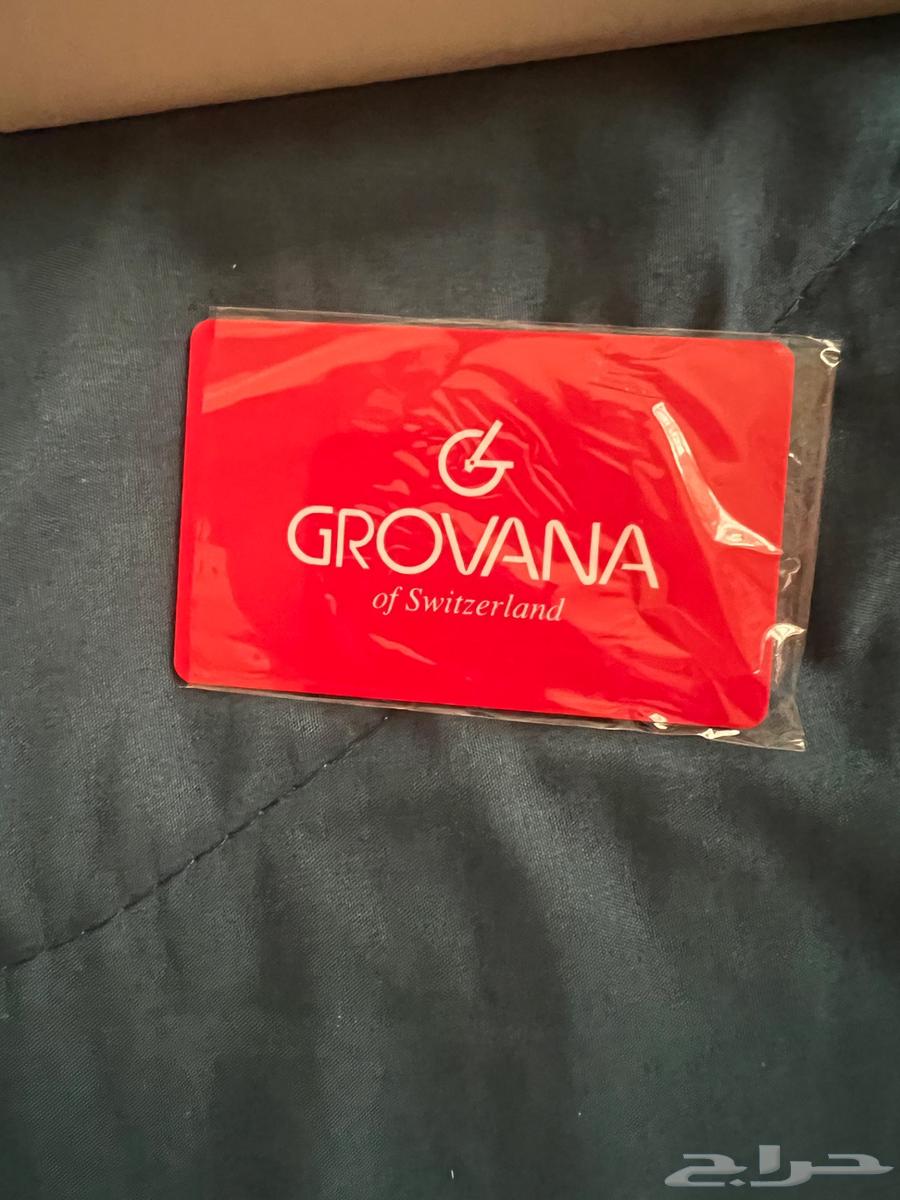 GROVANA
of Switzerland
حراج